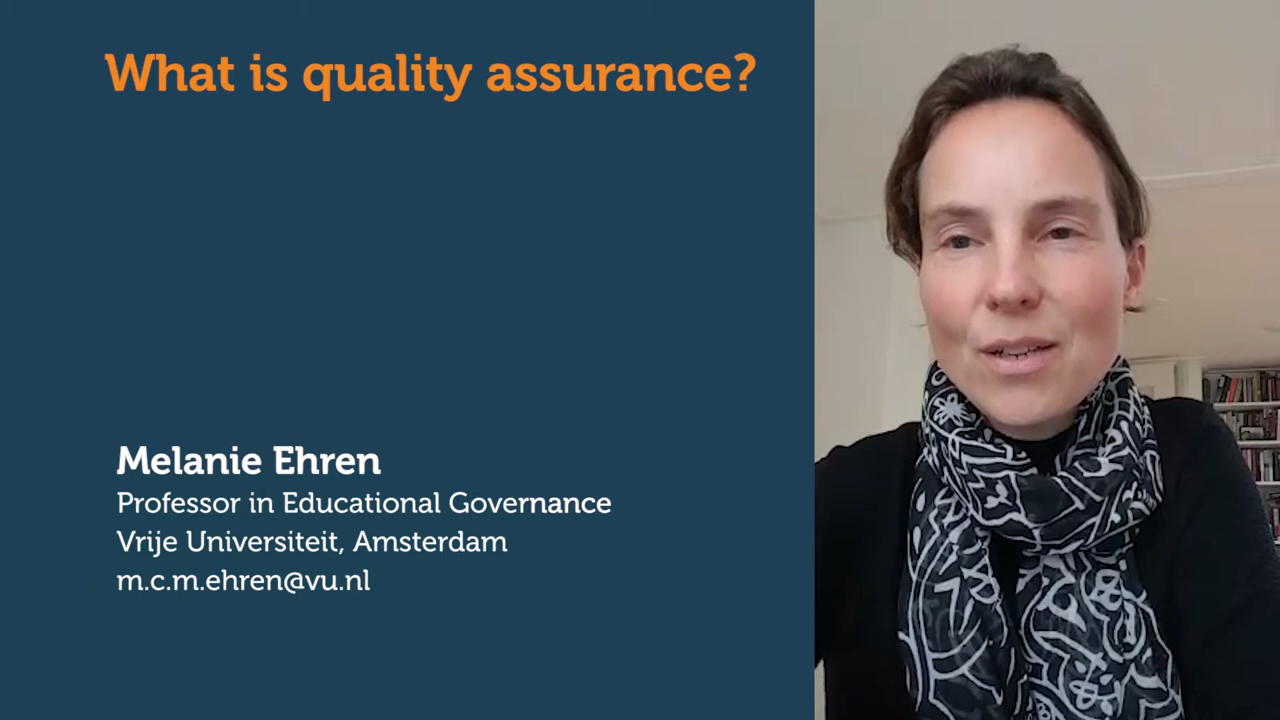 What is quality assurance?
Melanie Ehren
Professor in Educational Governance
Vrije Universiteit, Amsterdam
m.c.m.ehren@vu.nl